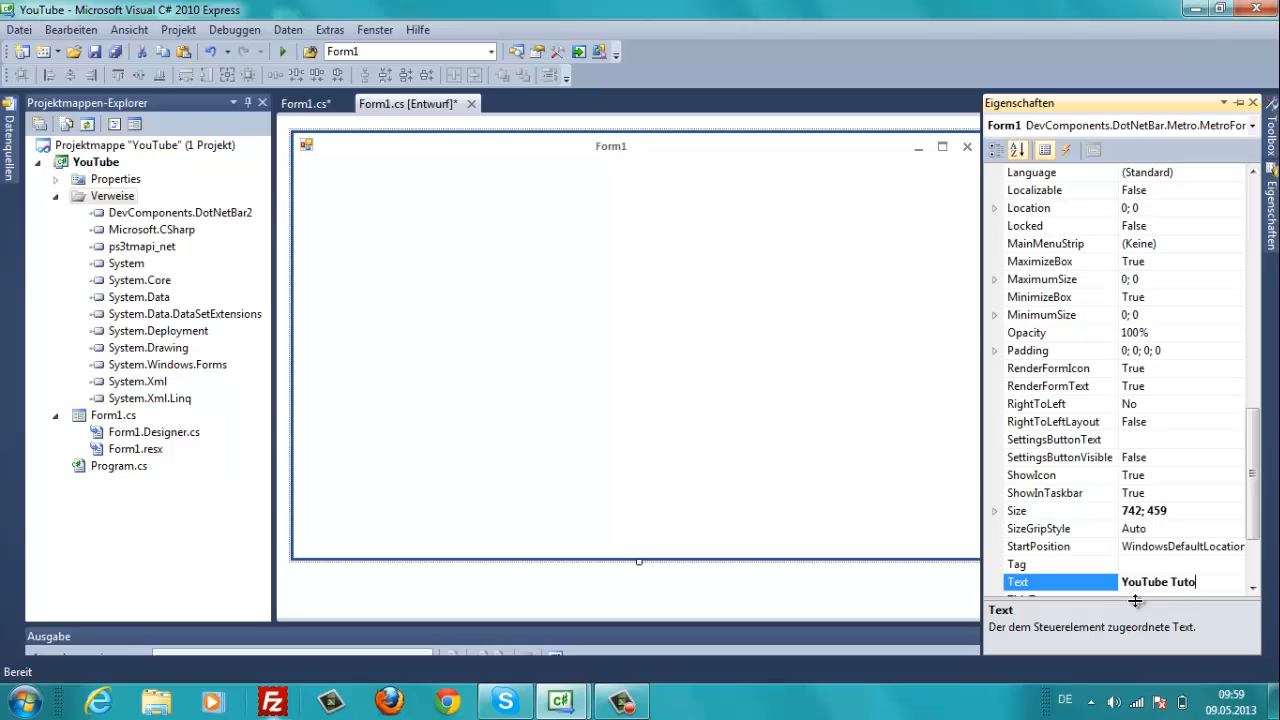 YouTube - Microsoft Visual C# 2010 Express
Datei Bearbeiten Ansicht Projekt Erstellen Debuggen Daten Extras Fenster Hilfe
Form1
Projektmappen-Explorer
Form1.cs* Form1.cs [Entwurf]*
Eigenschaften
Datenquellen
Projektmappe "YouTube" (1 Projekt)
YouTube
Properties
Verweise
DevComponents.DotNetBar2
Microsoft.CSharp
ps3tmapi_net
System
System.Core
System.Data
System.Data.DataSetExtensions
System.Deployment
System.Drawing
System.Windows.Forms
System.Xml
System.Xml.Linq
Form1.cs
Form1.Designer.cs
Form1.resx
Program.cs
Form1
Form1 DevComponents.DotNetBar.Metro.MetroFor
Language (Standard)
Localizable False
Location 0; 0
Locked False
MainMenuStrip (Keine)
MaximizeBox True
MaximumSize 0; 0
MinimizeBox True
MinimumSize 0; 0
Opacity 100%
Padding 0; 0; 0; 0
RenderFormIcon True
RenderFormText True
RightToLeft No
RightToLeftLayout False
SettingsButtonText
SettingsButtonVisible False
ShowIcon True
ShowInTaskbar True
Size 742; 459
SizeGripStyle Auto
StartPosition WindowsDefaultLocation
Tag
Text YouTube Tuto
Text
Der dem Steuerelement zugeordnete Text.
Toolbox
Eigenschaften
Ausgabe
Bereit
DE
09:59
09.05.2013